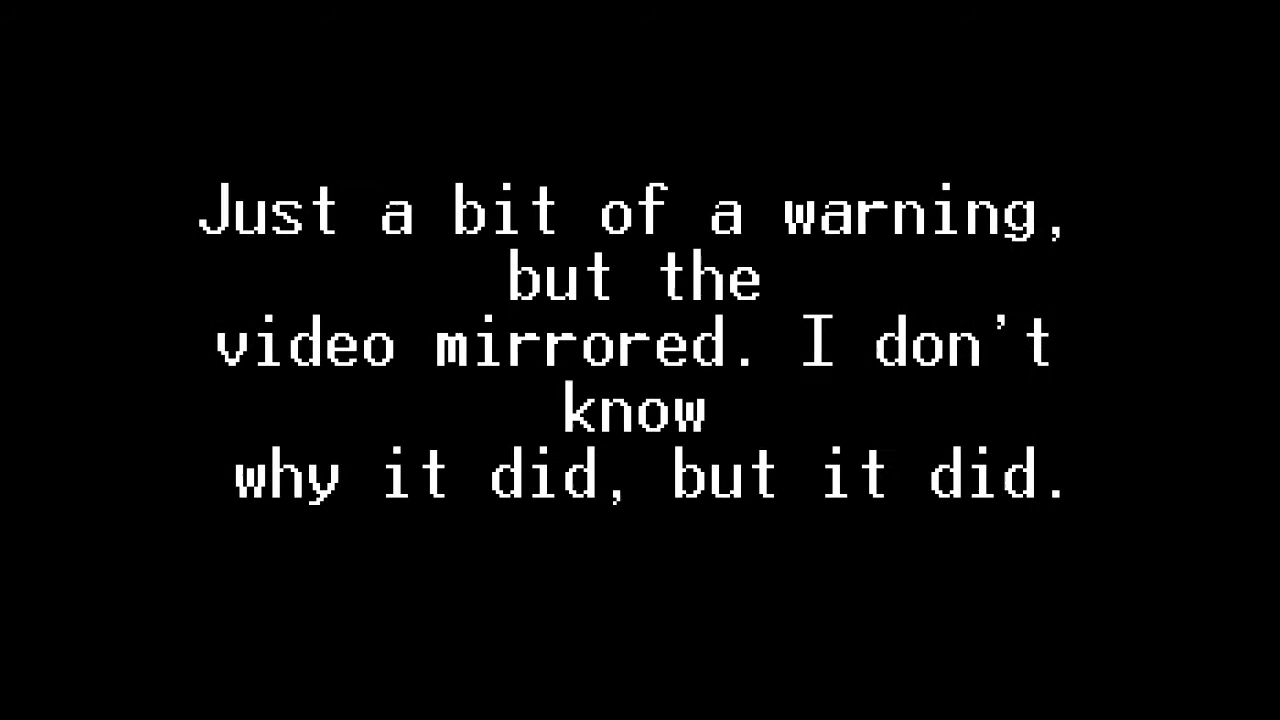 Just a bit of a warning,
but the
video mirrored. I don't
know
why it did, but it did.